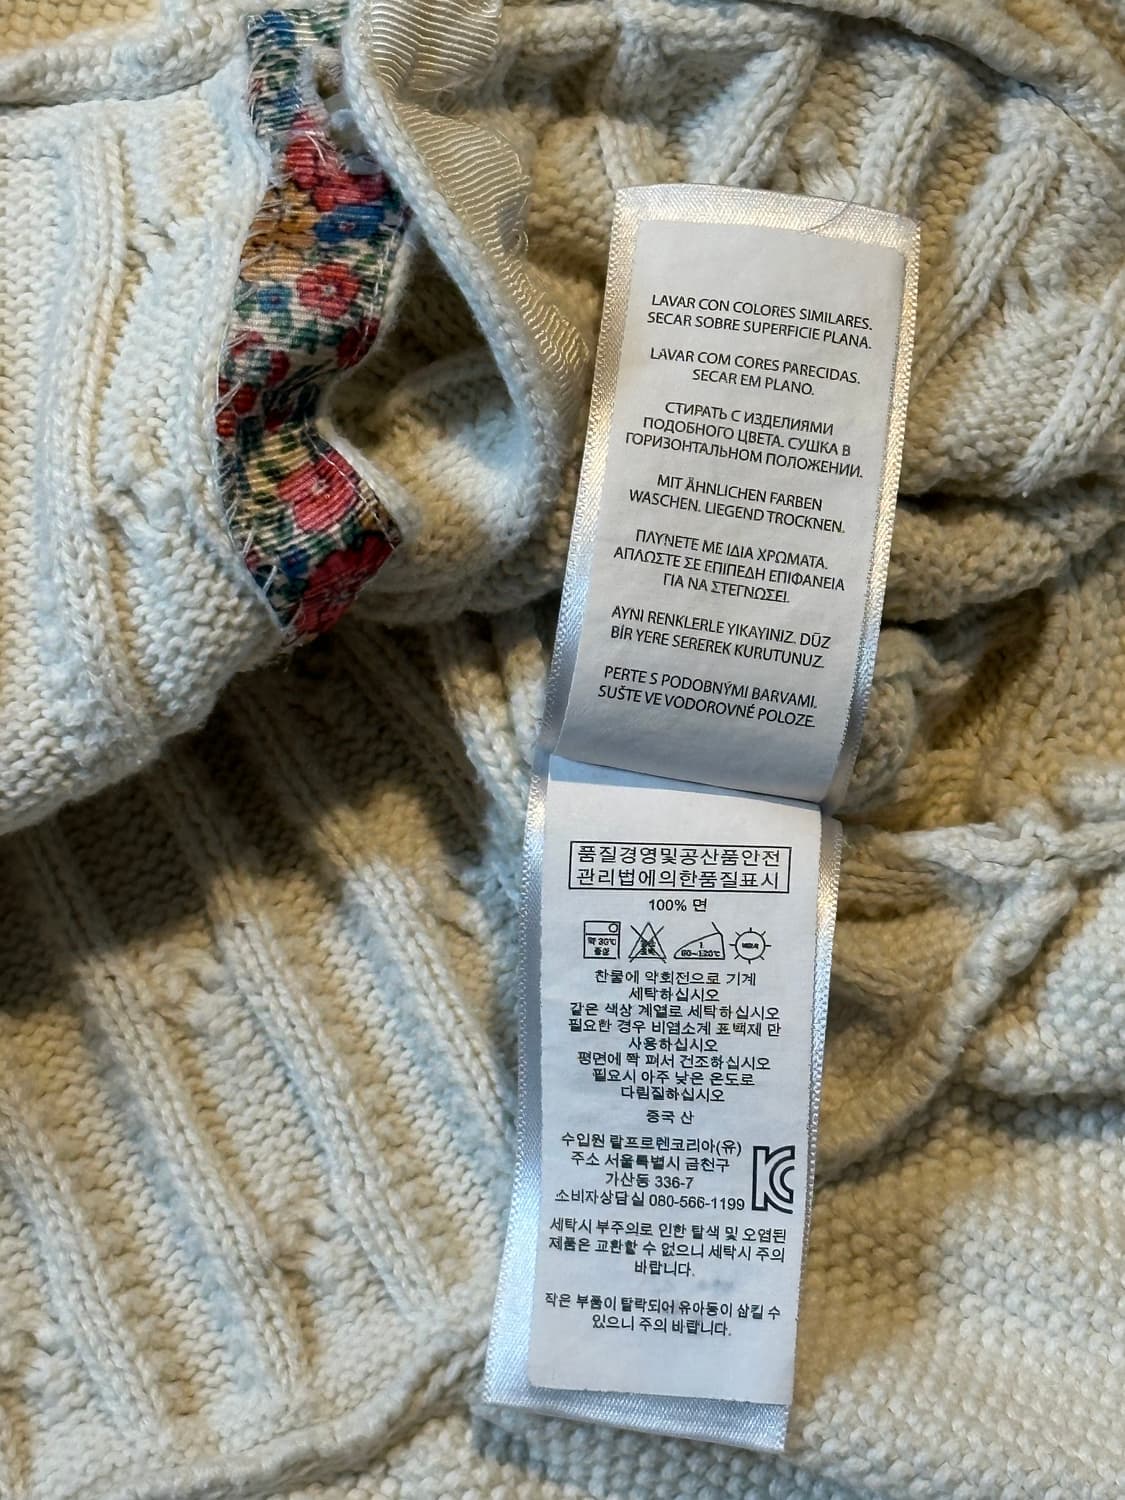 LAVAR CON COLORES SIMILARES.
SECAR SOBRE SUPERFICIE PLANA.
LAVAR COM CORES PARECIDAS.
SECAR EM PLANO.
СТИРАТЬ С ИЗДЕЛИЯМИ
ПОДОБНОГО ЦВЕТА. СУШКА В
ГОРИЗОНТАЛЬНОМ ПОЛОЖЕНИИ.
MIT ÄHNLICHEN FARBEN
WASCHEN. LIEGEND TROCKNEN.
ΠΛΥΝΕΤΕ ΜΕ ΙΔΙΑ ΧΡΩΜΑΤΑ.
ΑΠΛΩΣΤΕ ΣΕ ΕΠΙΠΕΔΗ ΕΠΙΦΑΝΕΙΑ
ΓΙΑ ΝΑ ΣΤΕΓΝΩΣΕΙ.
AYNI RENKLERLE YIKAYINIZ. DÜZ
BİR YERE SEREREK KURUTUNUZ.
PERTE S PODOBNÝMI BARVAMI.
SUŠTE VE VODOROVNÉ POLOZE.
품질경영및공산품안전
관리법에의한품질표시
100% 면
약 30℃
중성
80~120℃
찬물에 약회전으로 기계
세탁하십시오
같은 색상 계열로 세탁하십시오
필요한 경우 비염소계 표백제 만
사용하십시오
평면에 쫙 펴서 건조하십시오
필요시 아주 낮은 온도로
다림질하십시오
중국 산
수입원 랄프로렌코리아(유)
주소 서울특별시 금천구
가산동 336-7
소비자상담실 080-566-1199
세탁시 부주의로 인한 탈색 및 오염된
제품은 교환할 수 없으니 세탁시 주의
바랍니다.
작은 부품이 탈락되어 유아동이 삼킬 수
있으니 주의 바랍니다.